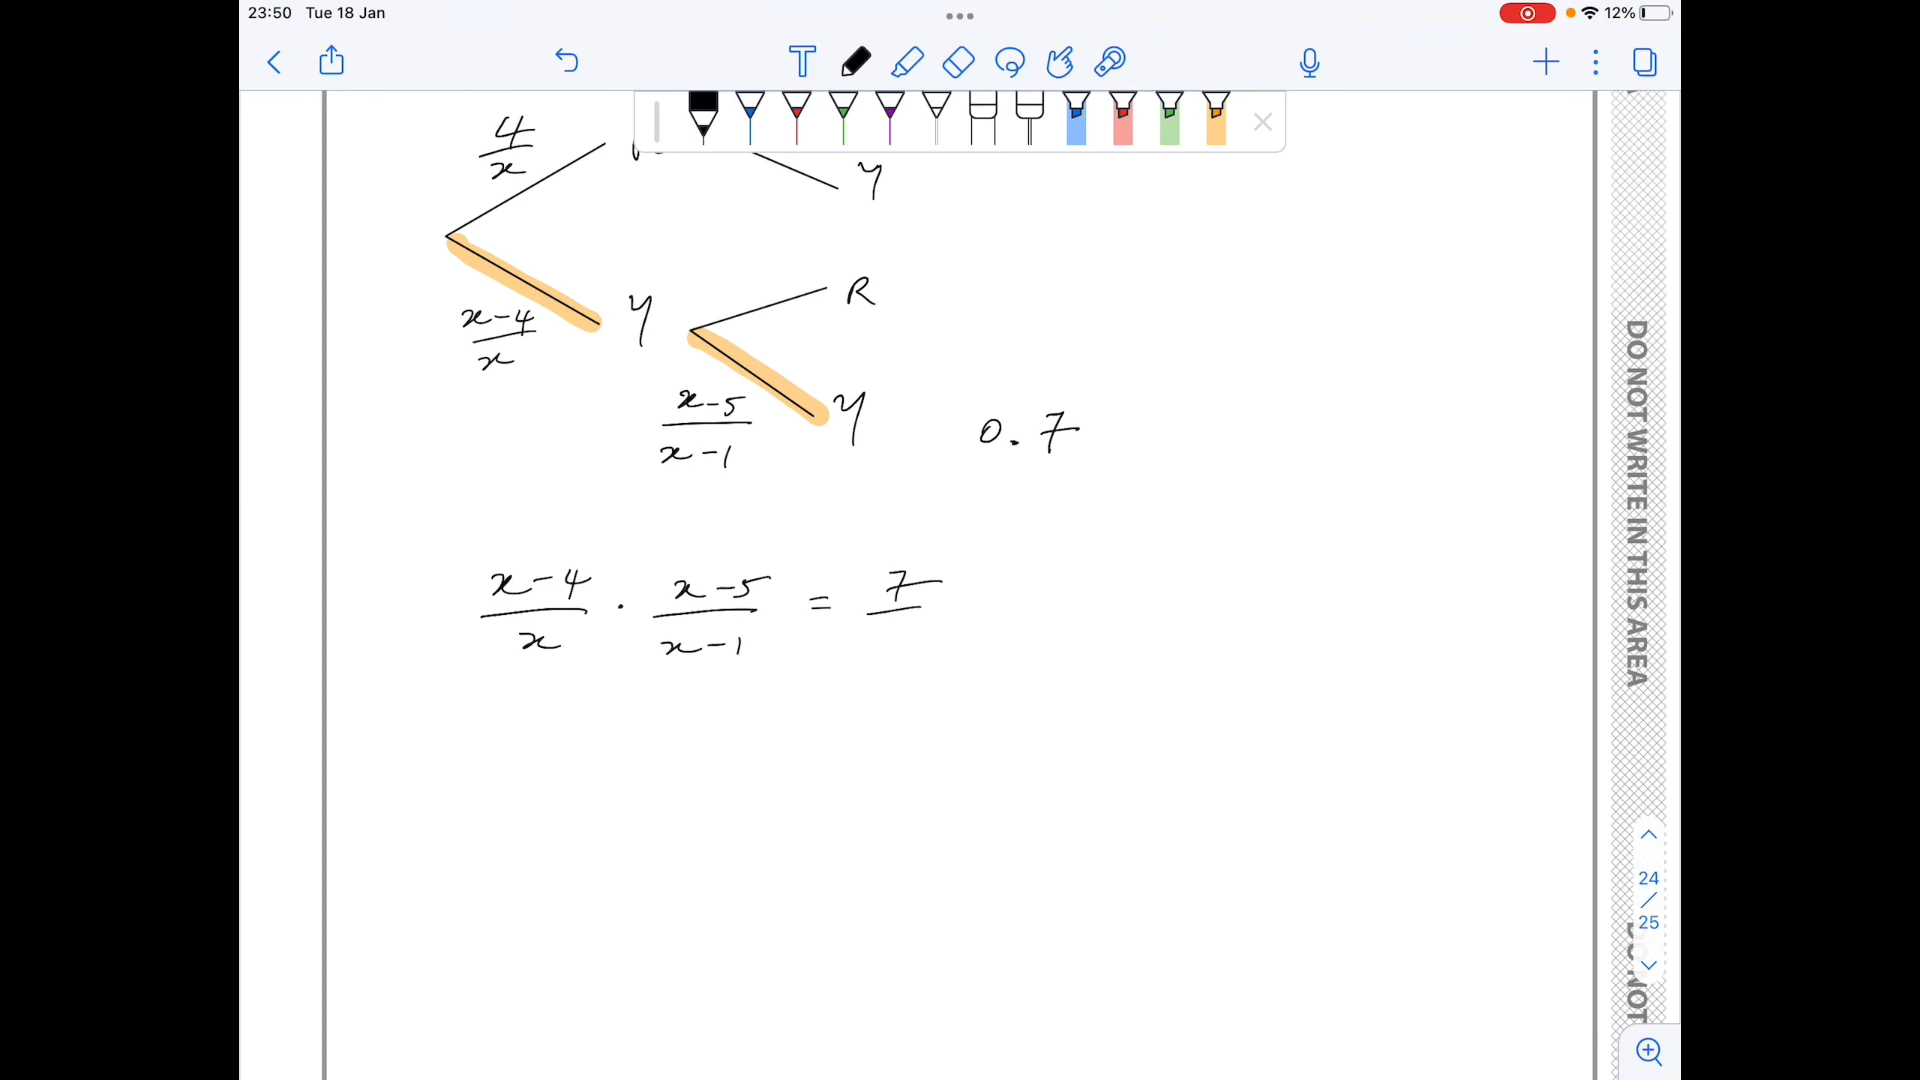 23:50 Tue 18 Jan
12%
4/x
Y
x-4/x
Y
R
x-5/x-1
Y
0.7
x-4/x · x-5/x-1 = 7/
DO NOT WRITE IN THIS AREA
24
/
25